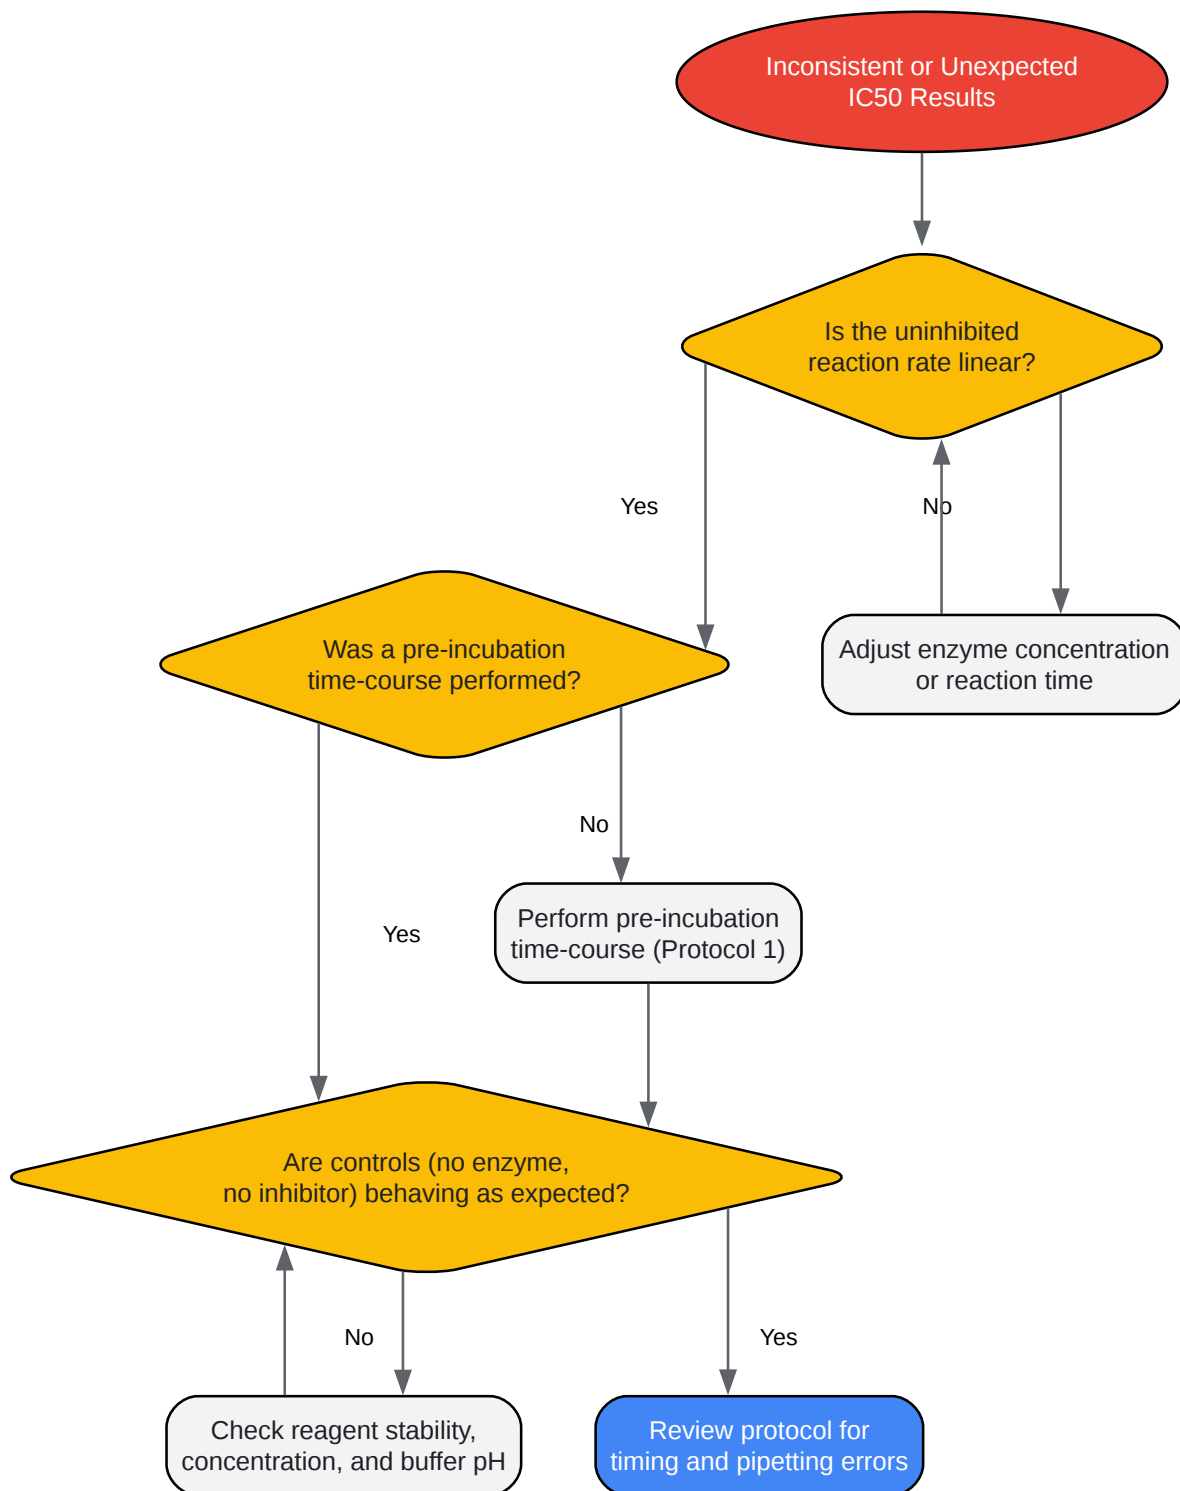 Inconsistent or Unexpected
IC50 Results
Is the uninhibited
reaction rate linear?
Yes
No
Was a pre-incubation
time-course performed?
Adjust enzyme concentration
or reaction time
No
Perform pre-incubation
time-course (Protocol 1)
Yes
Are controls (no enzyme,
no inhibitor) behaving as expected?
No
Yes
Check reagent stability,
concentration, and buffer pH
Review protocol for
timing and pipetting errors